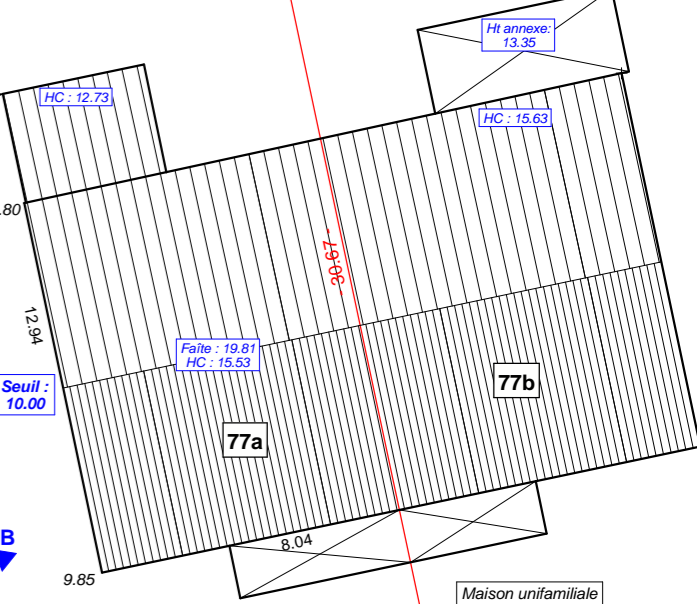 Ht annexe:
13.35
HC : 12.73
HC : 15.63
.80
- 30.67 -
12.94
Faîte : 19.81
HC : 15.53
Seuil :
10.00
77b
77a
B
8.04
9.85
Maison unifamiliale